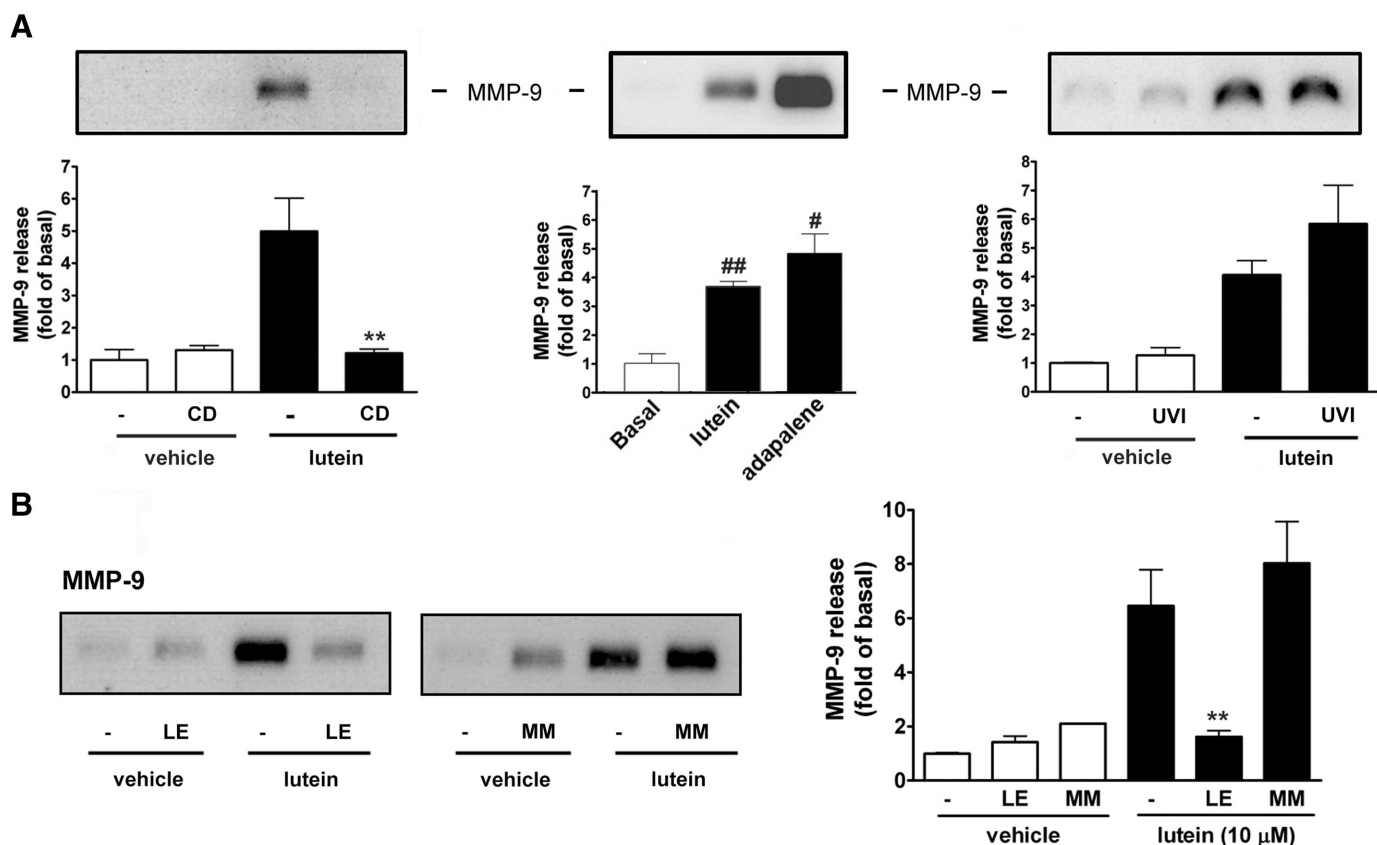 A
– MMP-9 –
– MMP-9 –
MMP-9 release
(fold of basal)
7
6
5
4
3
2
1
0
**
- CD - CD
vehicle lutein
MMP-9 release
(fold of basal)
7
6
5
4
3
2
1
0
##
#
Basal lutein adapalene
MMP-9 release
(fold of basal)
8
7
6
5
4
3
2
1
0
- UVI - UVI
vehicle lutein
B
MMP-9
- LE - LE
vehicle lutein
- MM - MM
vehicle lutein
MMP-9 release
(fold of basal)
10
8
6
4
2
0
**
- LE MM - LE MM
vehicle lutein (10 μM)